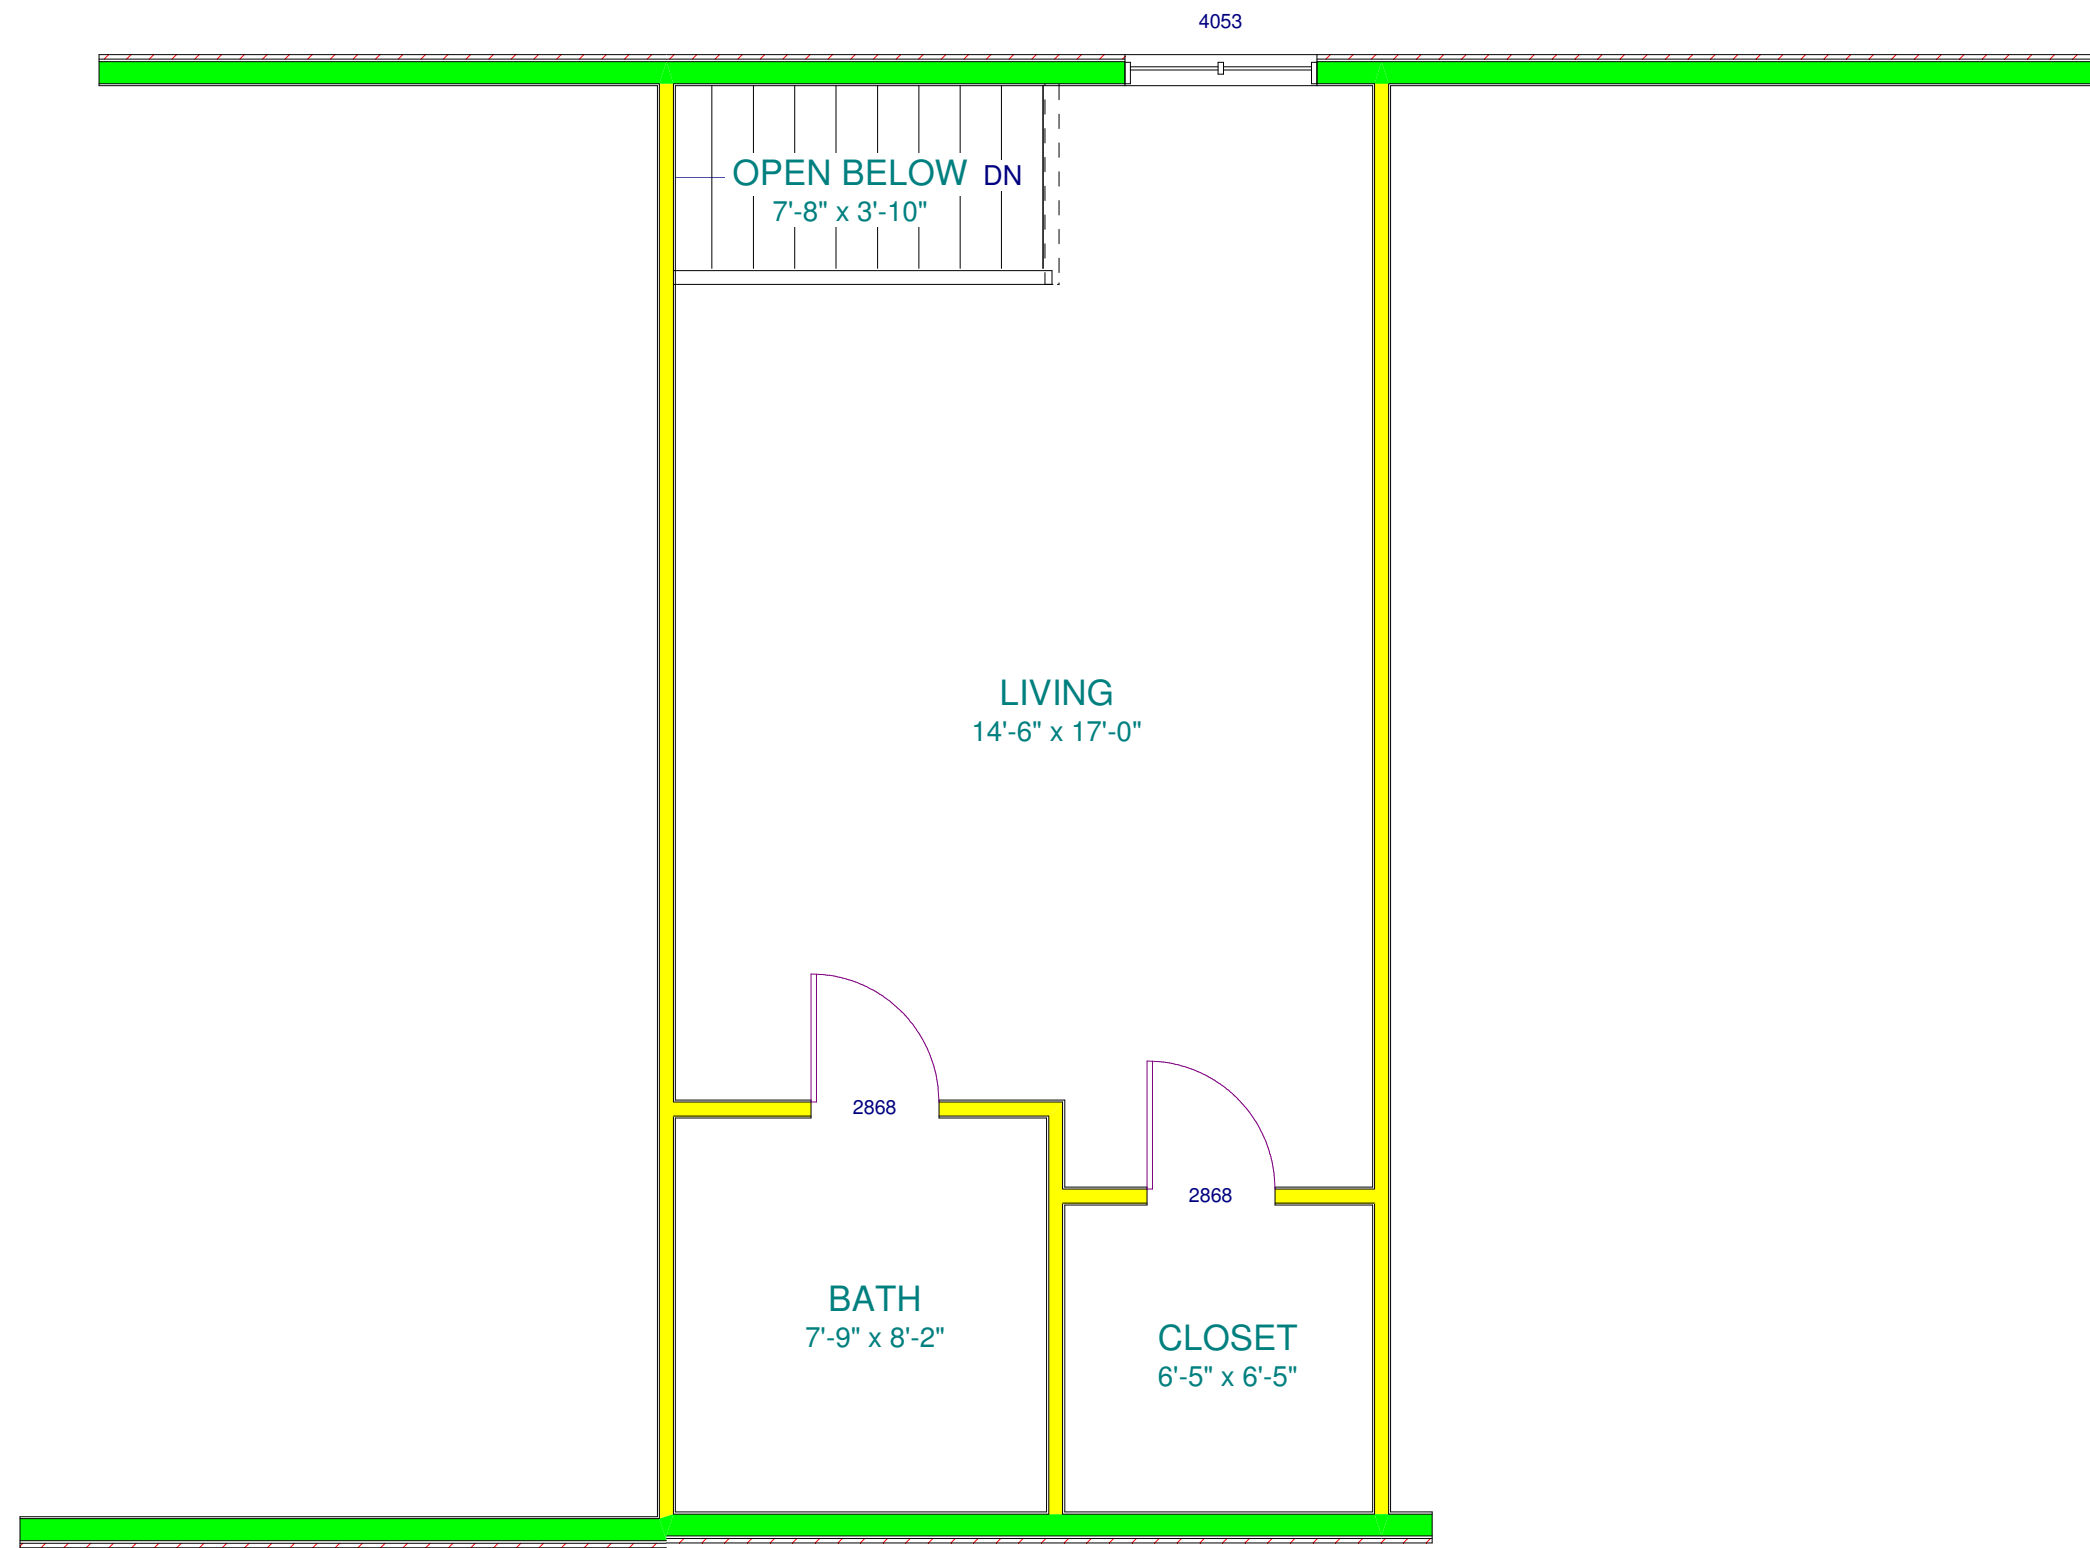 4053
OPEN BELOW DN
7'-8" x 3'-10"
LIVING
14'-6" x 17'-0"
2868
2868
BATH
7'-9" x 8'-2"
CLOSET
6'-5" x 6'-5"